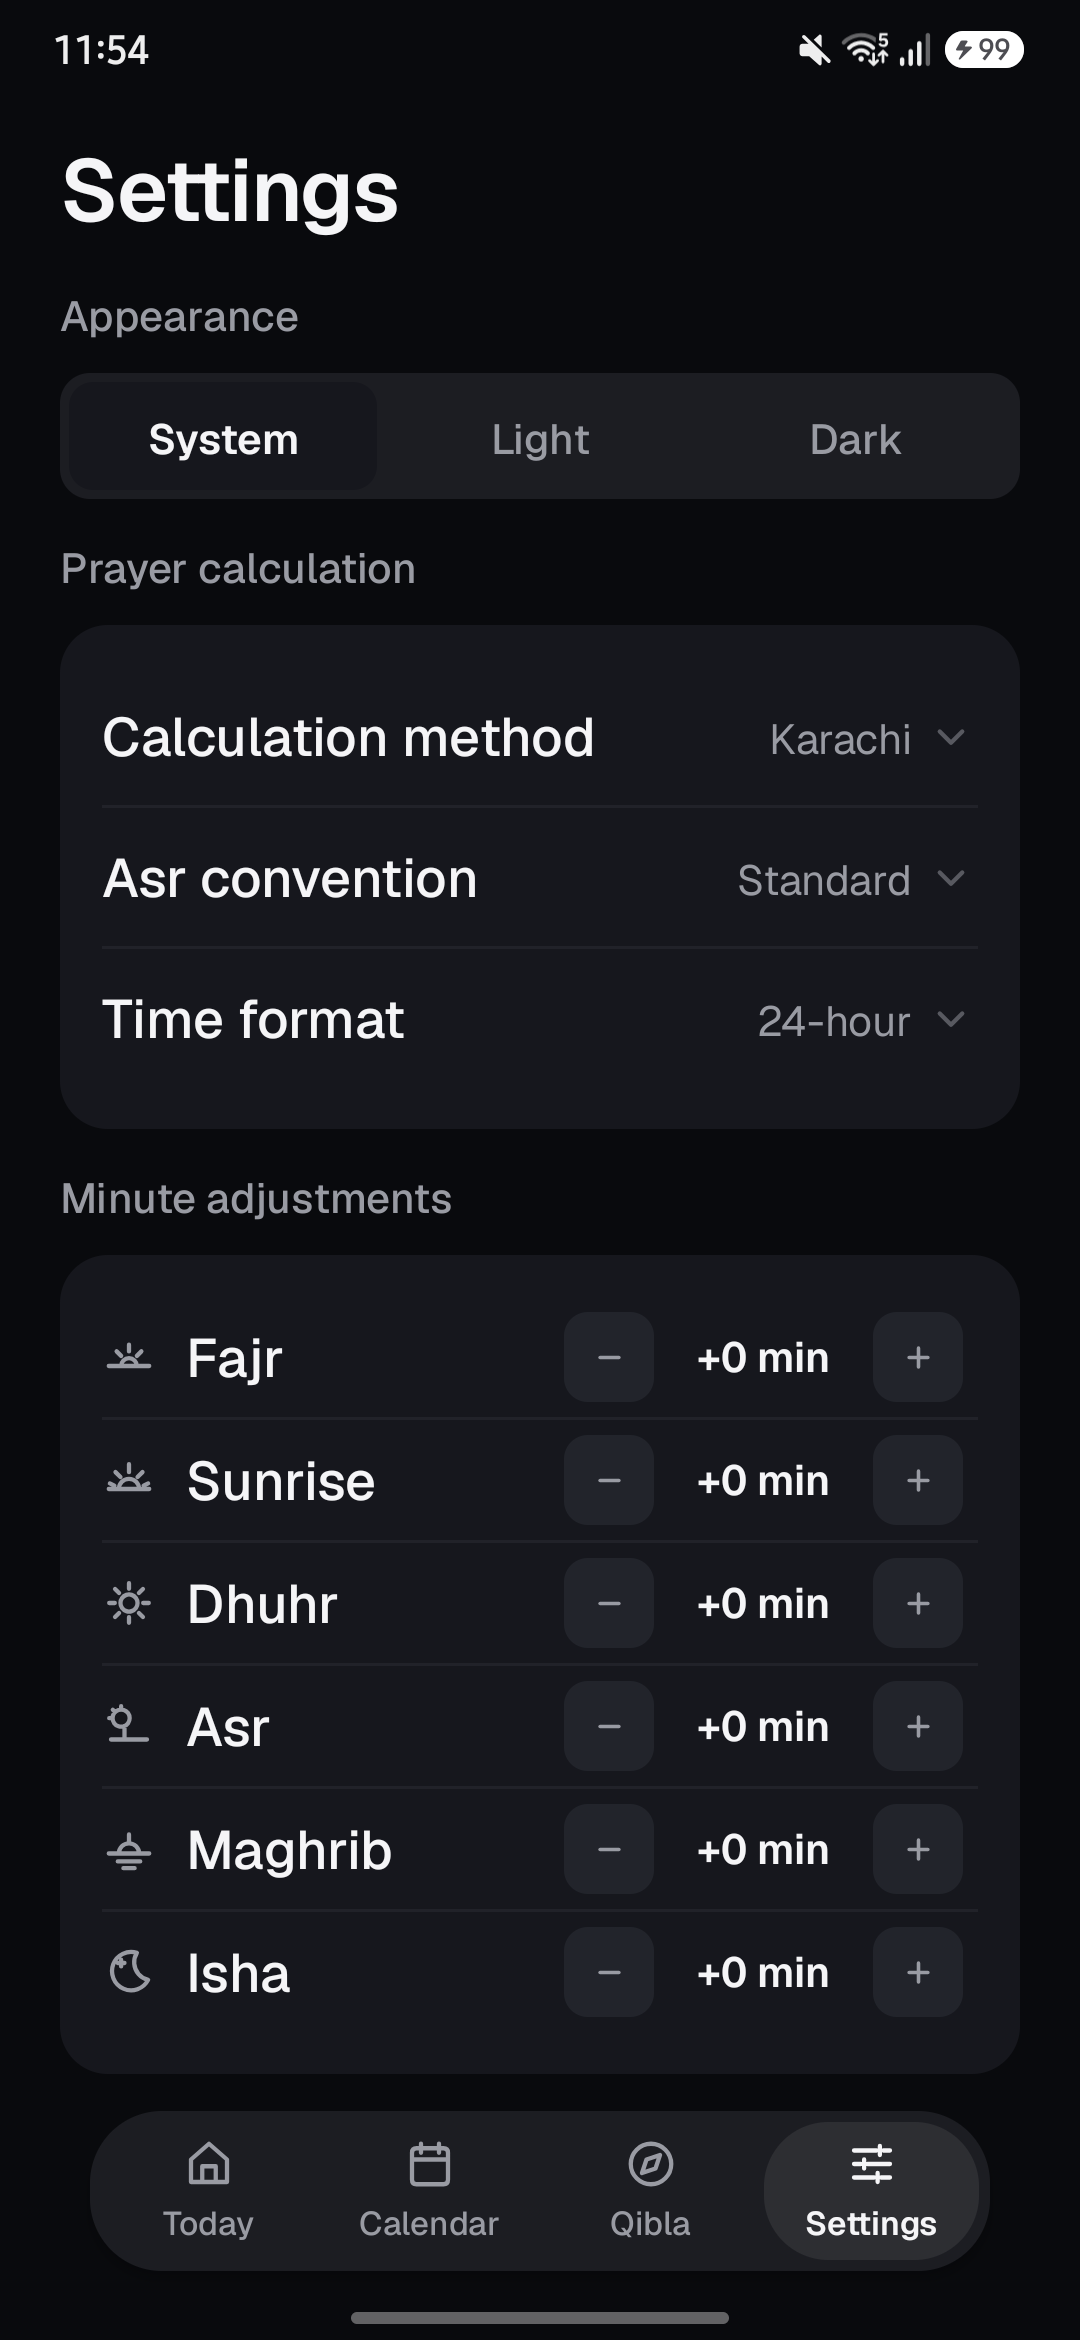 11:54
5
99
Settings
Appearance
System Light Dark
Prayer calculation
Calculation method Karachi
Asr convention Standard
Time format 24-hour
Minute adjustments
Fajr − +0 min +
Sunrise − +0 min +
Dhuhr − +0 min +
Asr − +0 min +
Maghrib − +0 min +
Isha − +0 min +
Today Calendar Qibla Settings